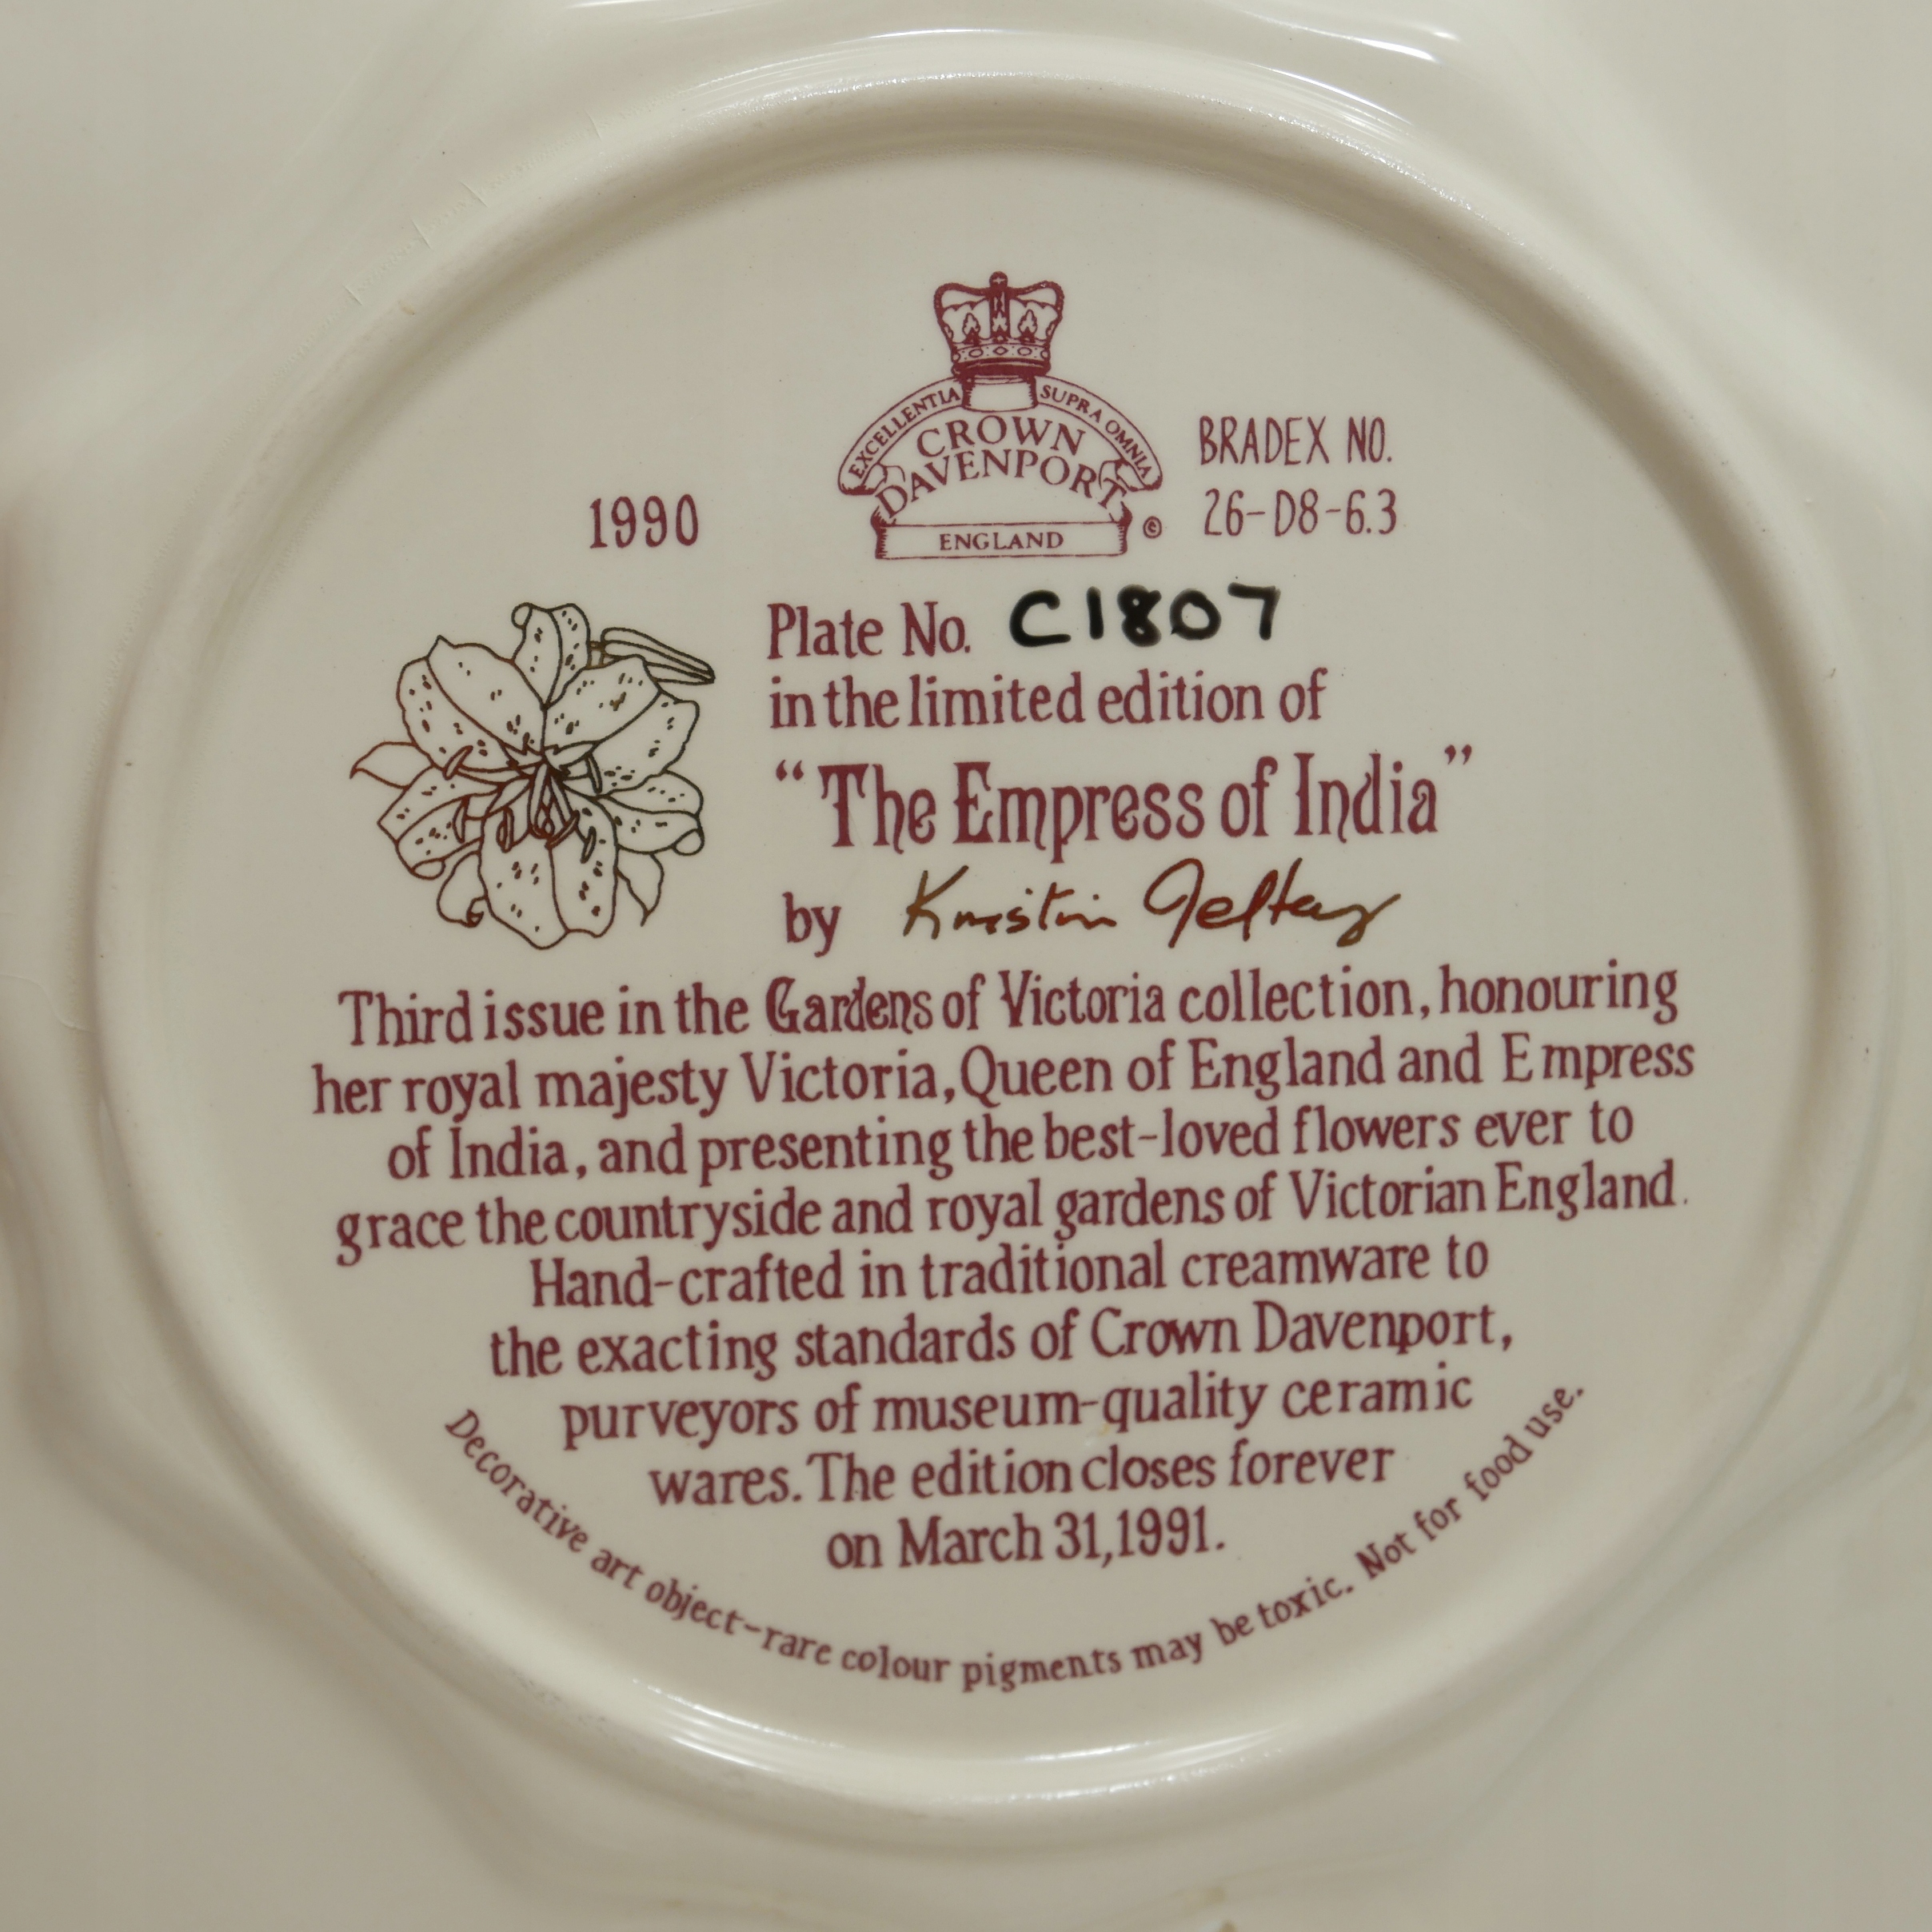 EXCELLENTIA SUPRA OMNIA
CROWN
DAVENPORT
ENGLAND
©
BRADEX NO.
26-D8-6.3
1990
Plate No. C1807
in the limited edition of
“The Empress of India”
by
Third issue in the Gardens of Victoria collection, honouring
her royal majesty Victoria, Queen of England and Empress
of India, and presenting the best-loved flowers ever to
grace the countryside and royal gardens of Victorian England.
Hand-crafted in traditional creamware to
the exacting standards of Crown Davenport,
purveyors of museum-quality ceramic
wares. The edition closes forever
on March 31, 1991.
Decorative art object-rare colour pigments may be toxic. Not for food use.